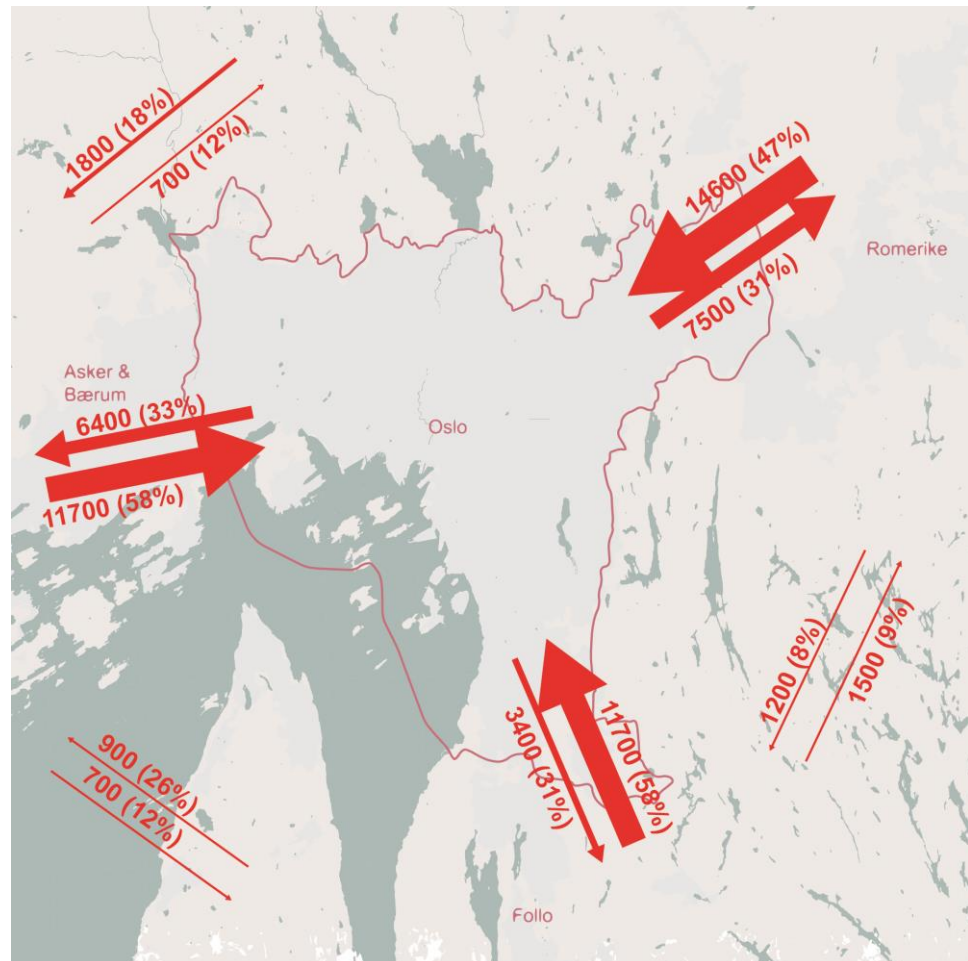 1800 (18%)
700 (12%)
14600 (47%)
7500 (31%)
Romerike
Asker &
Bærum
6400 (33%)
11700 (58%)
Oslo
1200 (8%)
1500 (9%)
3400 (31%)
11700 (58%)
900 (26%)
700 (12%)
Follo